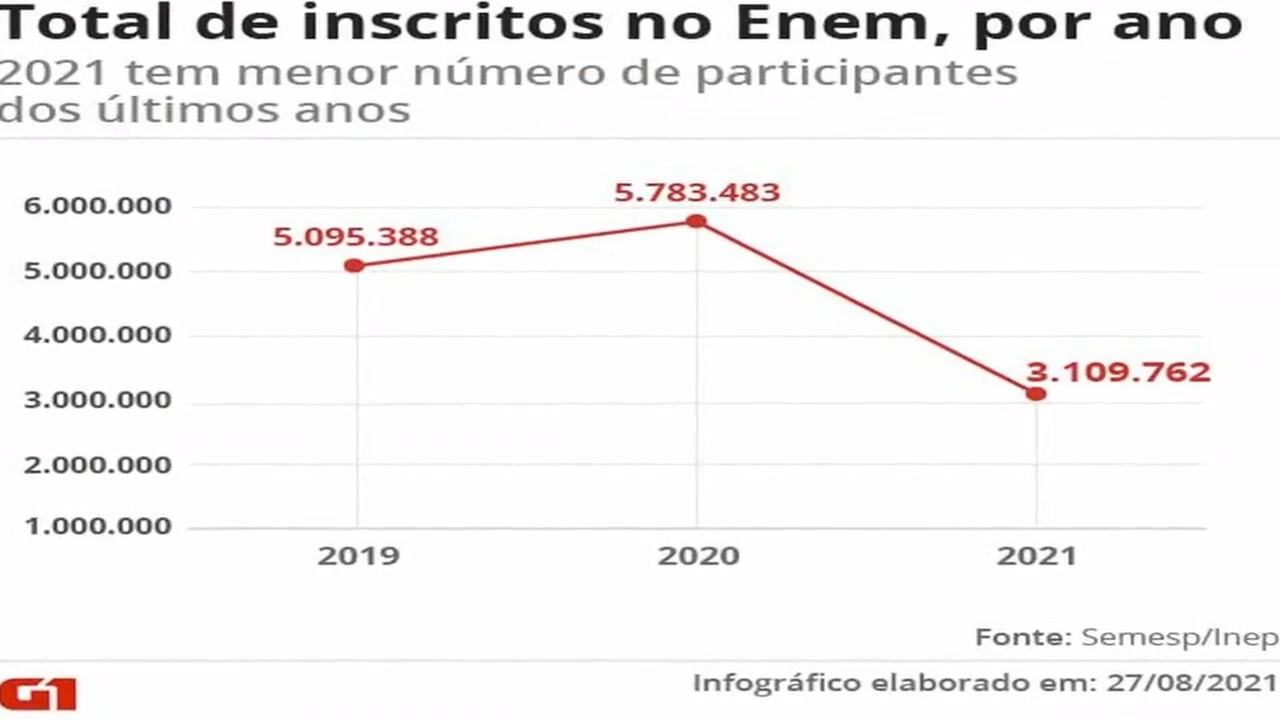 Total de inscritos no Enem, por ano
2021 tem menor número de participantes
dos últimos anos
5.783.483
6.000.000
5.095.388
5.000.000
4.000.000
3.109.762
3.000.000
2.000.000
1.000.000
2019 2020 2021
Fonte: Semesp/Inep
G1
Infográfico elaborado em: 27/08/2021